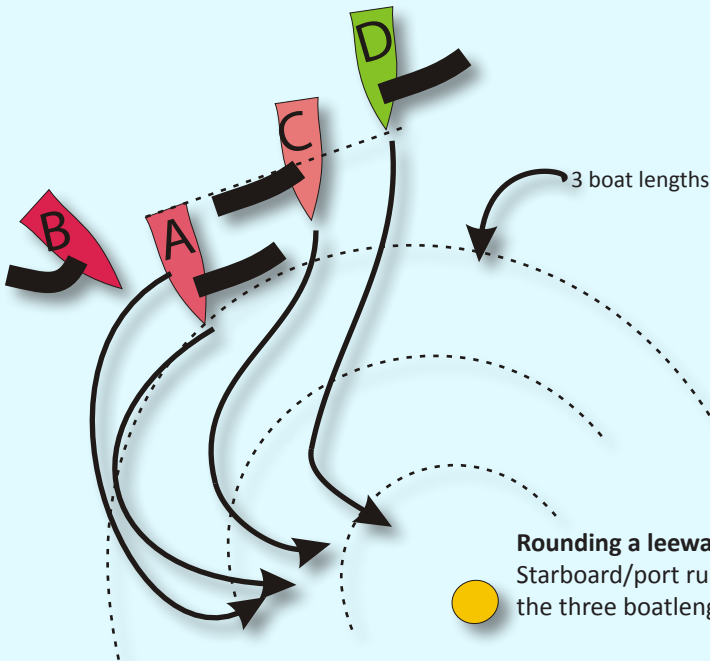 D
C
3 boat lengths
B
A
Rounding a leewa
Starboard/port ru
the three boatleng